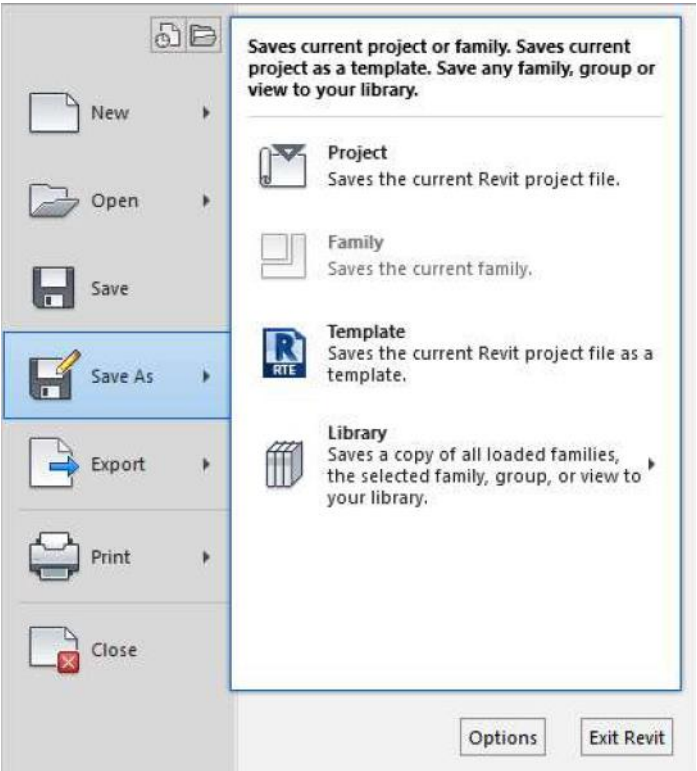 Saves current project or family. Saves current
project as a template. Save any family, group or
view to your library.
New
Open
Save
Save As
Export
Print
Close
Project
Saves the current Revit project file.
Family
Saves the current family.
R
RTE
Template
Saves the current Revit project file as a
template.
Library
Saves a copy of all loaded families,
the selected family, group, or view to
your library.
Options
Exit Revit